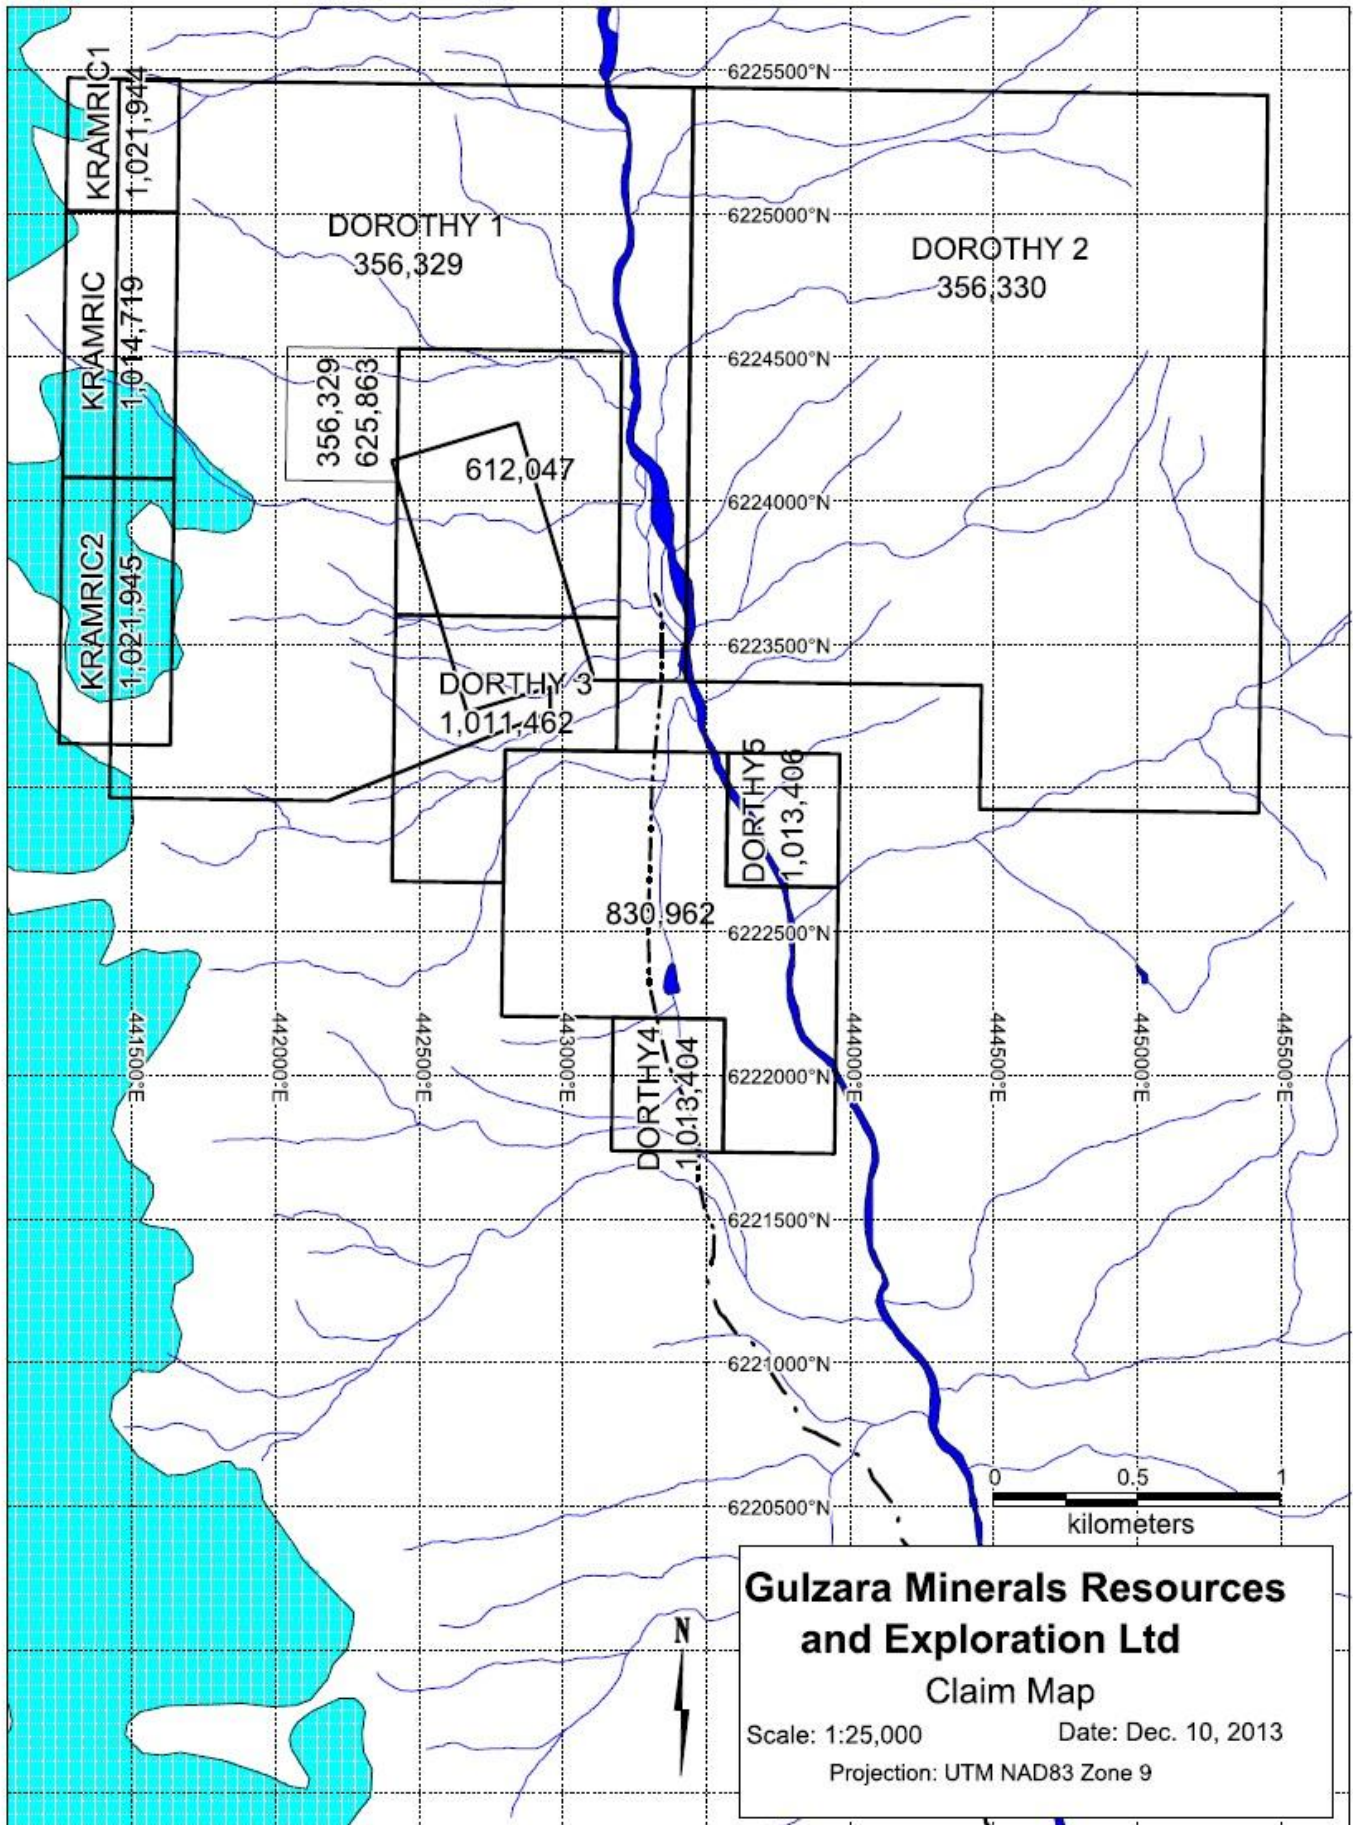 6225500°N
KRAMRIC1
1,021,944
6225000°N
DOROTHY 1
356,329
DOROTHY 2
356,330
KRAMRIC
1,014,719
6224500°N
356,329
625,863
612,047
6224000°N
KRAMRIC2
1,021,945
6223500°N
DORTHY 3
1,011,462
DORTHY5
1,013,406
830,962
6222500°N
441500°E
442000°E
442500°E
443000°E
444000°E
444500°E
445000°E
445500°E
DORTHY4
1,013,404
6222000°N
6221500°N
6221000°N
0 0.5 1
kilometers
6220500°N
N
Gulzara Minerals Resources
and Exploration Ltd
Claim Map
Scale: 1:25,000 Date: Dec. 10, 2013
Projection: UTM NAD83 Zone 9